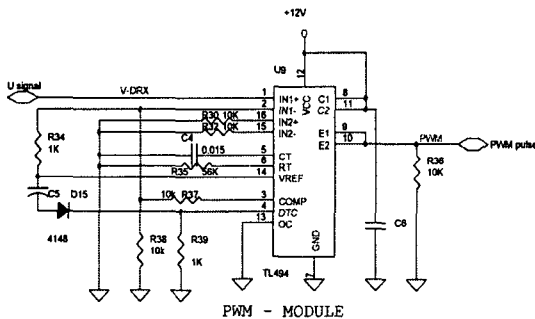 +12V
U9
U signal
V-DRX
1 IN1+
2 IN1-
R30 10K 16 IN2+
R32 10K 15 IN2-
12 VCC
C1 8
C2 11
E1 9
E2 10
PWM
PWM pulse
R34
1K
C4
0,015
5 CT
6 RT
R35 56K
14 VREF
R36
10K
C5
D15
10k R37
3 COMP
4 DTC
13 OC
4148
R38
10k
R39
1K
GND
7
C6
TL494
PWM - MODULE